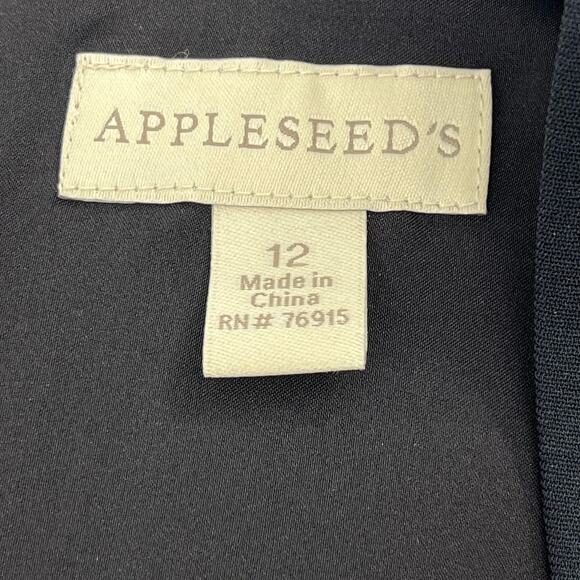 APPLESEED'S
12
Made in
China
RN# 76915